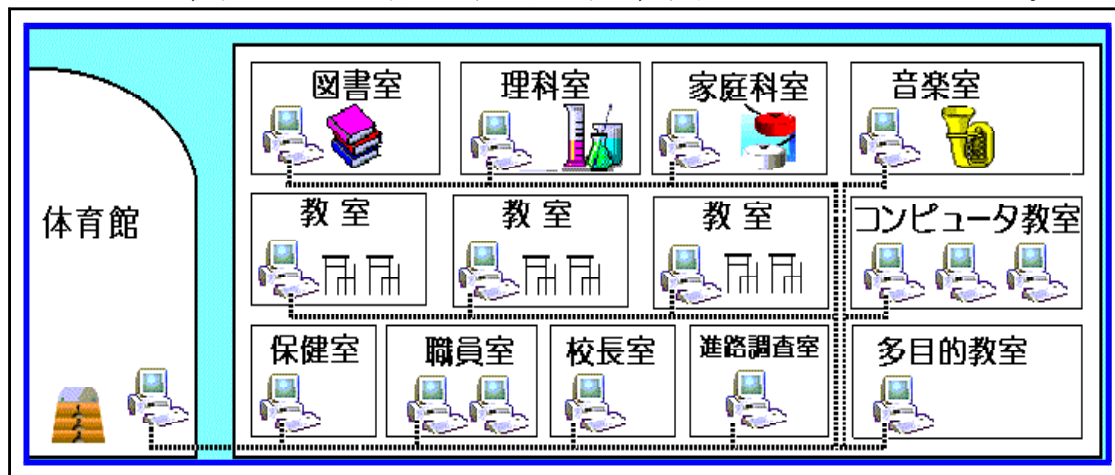 図書室
理科室
家庭科室
音楽室
体育館
教室
教室
教室
コンピュータ教室
保健室
職員室
校長室
進路調査室
多目的教室